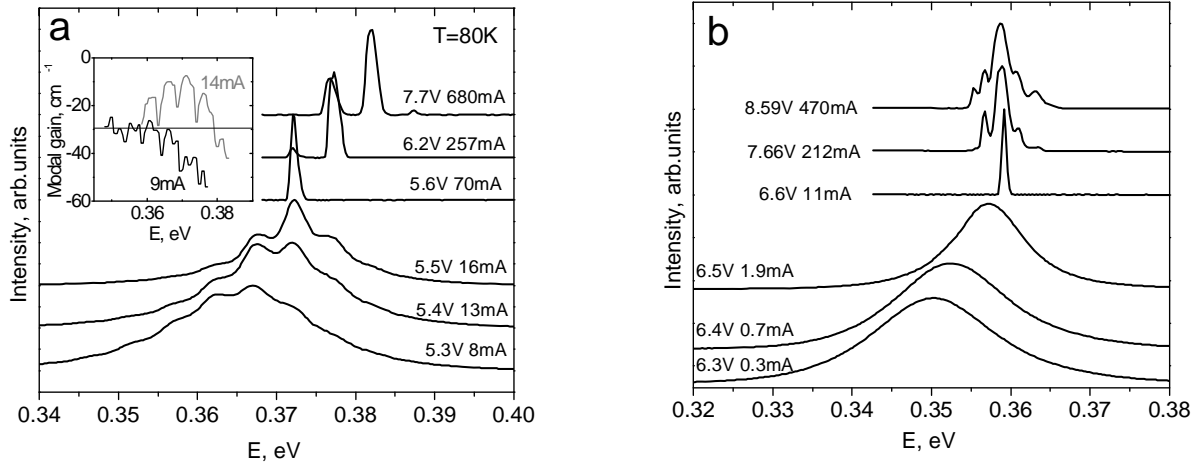 a
T=80K
0
-20
-40
-60
Modal gain, cm -1
14mA
9mA
0.36 0.38
E, eV
7.7V 680mA
6.2V 257mA
5.6V 70mA
5.5V 16mA
5.4V 13mA
5.3V 8mA
Intensity, arb.units
0.34 0.35 0.36 0.37 0.38 0.39 0.40
E, eV
b
8.59V 470mA
7.66V 212mA
6.6V 11mA
6.5V 1.9mA
6.4V 0.7mA
6.3V 0.3mA
Intensity, arb.units
0.32 0.33 0.34 0.35 0.36 0.37 0.38
E, eV